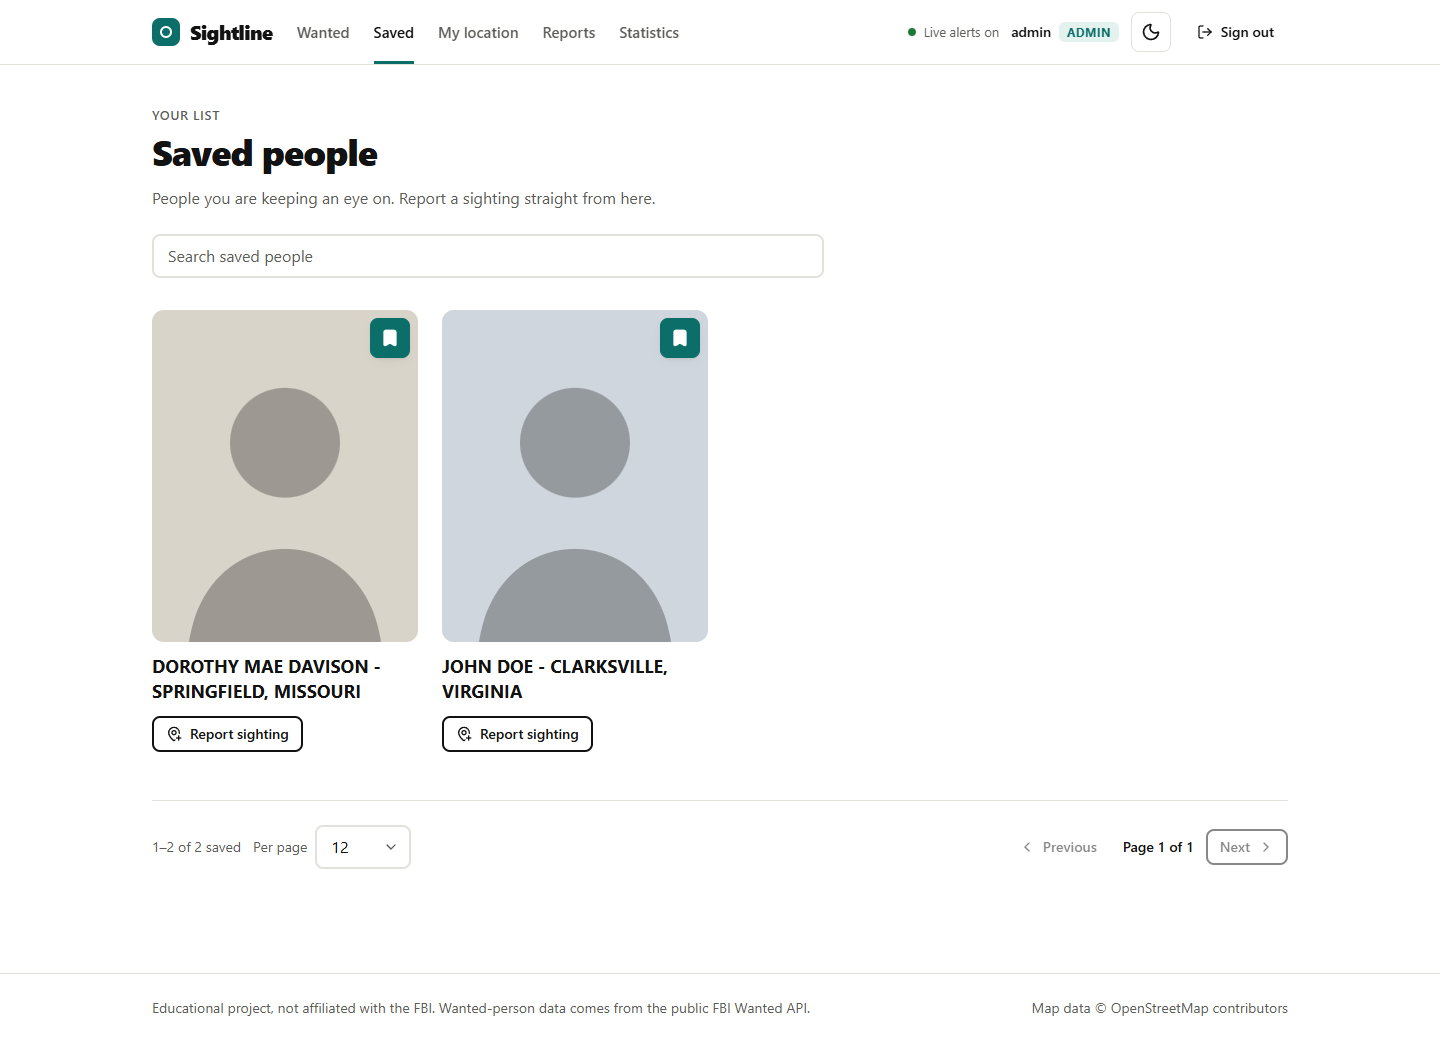 Sightline
Wanted
Saved
My location
Reports
Statistics
Live alerts on
admin
ADMIN
Sign out
YOUR LIST
Saved people
People you are keeping an eye on. Report a sighting straight from here.
Search saved people
DOROTHY MAE DAVISON -
SPRINGFIELD, MISSOURI
Report sighting
JOHN DOE - CLARKSVILLE,
VIRGINIA
Report sighting
1–2 of 2 saved
Per page
12
Previous
Page 1 of 1
Next
Educational project, not affiliated with the FBI. Wanted-person data comes from the public FBI Wanted API.
Map data © OpenStreetMap contributors